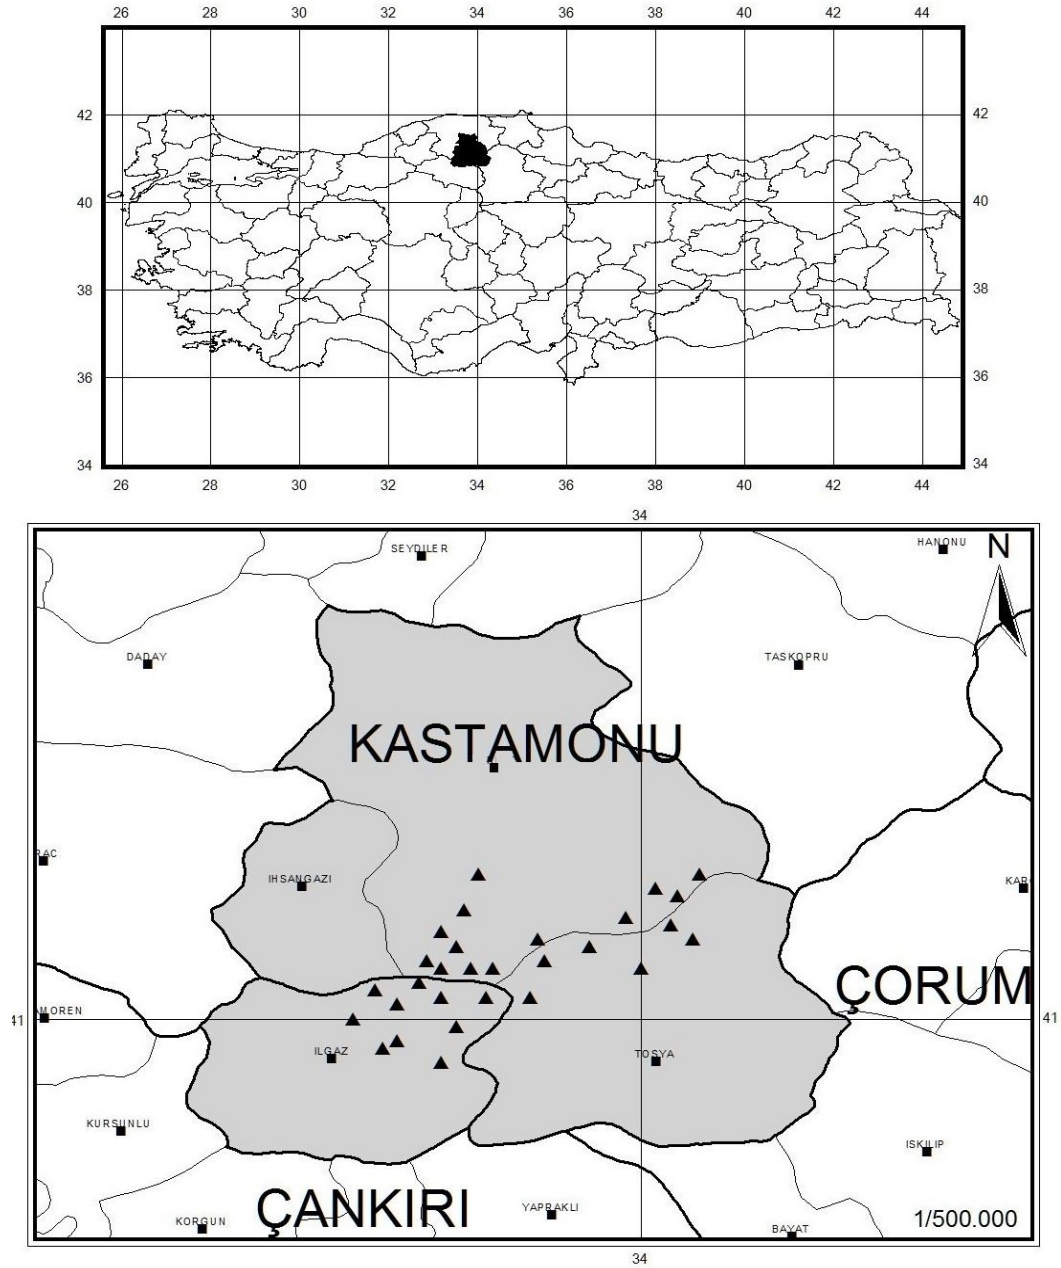 26 28 30 32 34 36 38 40 42 44
42 42
40 40
38 38
36 36
34 34
26 28 30 32 34 36 38 40 42 44
34
SEYDILER
HANONU
N
DADAY
TASKOPRU
KASTAMONU
RAC
IHSANGAZI
KAR
ÇORUM
MOREN
41 41
ILGAZ
TOSYA
KURSUNLU
ISKILIP
ÇANKIRI
YAPRAKLI
KORGUN
1/500.000
BAYAT
34